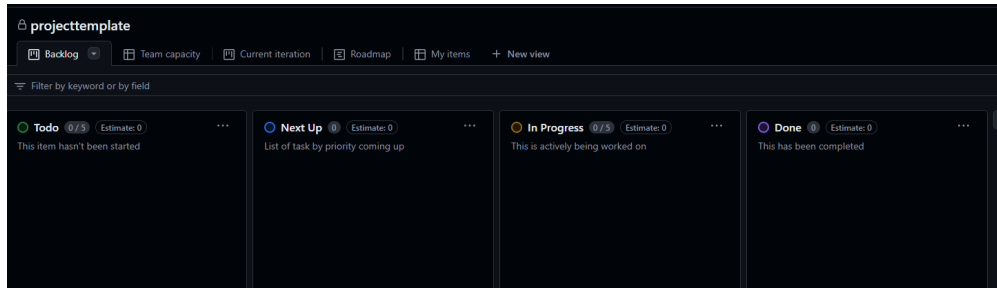 projecttemplate
Backlog Team capacity Current iteration Roadmap My items + New view
Filter by keyword or by field
Todo 0 / 5 Estimate: 0 ...
This item hasn't been started
Next Up 0 Estimate: 0 ...
List of task by priority coming up
In Progress 0 / 5 Estimate: 0 ...
This is actively being worked on
Done 0 Estimate: 0 ...
This has been completed